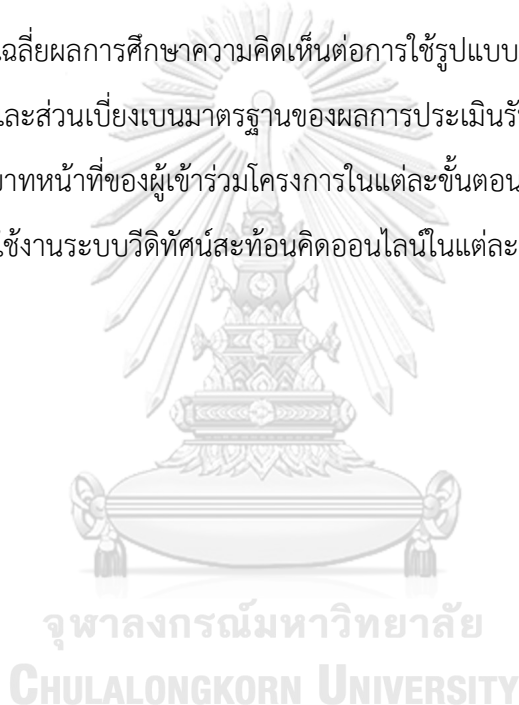 เฉลี่ยผลการศึกษาความคิดเห็นต่อการใช้รูปแบบ
และส่วนเบี่ยงเบนมาตรฐานของผลการประเมินรั
บาทหน้าที่ของผู้เข้าร่วมโครงการในแต่ละขั้นตอน
ใช้งานระบบวีดิทัศน์สะท้อนคิดออนไลน์ในแต่ละ
จุฬาลงกรณ์มหาวิทยาลัย
CHULALONGKORN UNIVERSITY